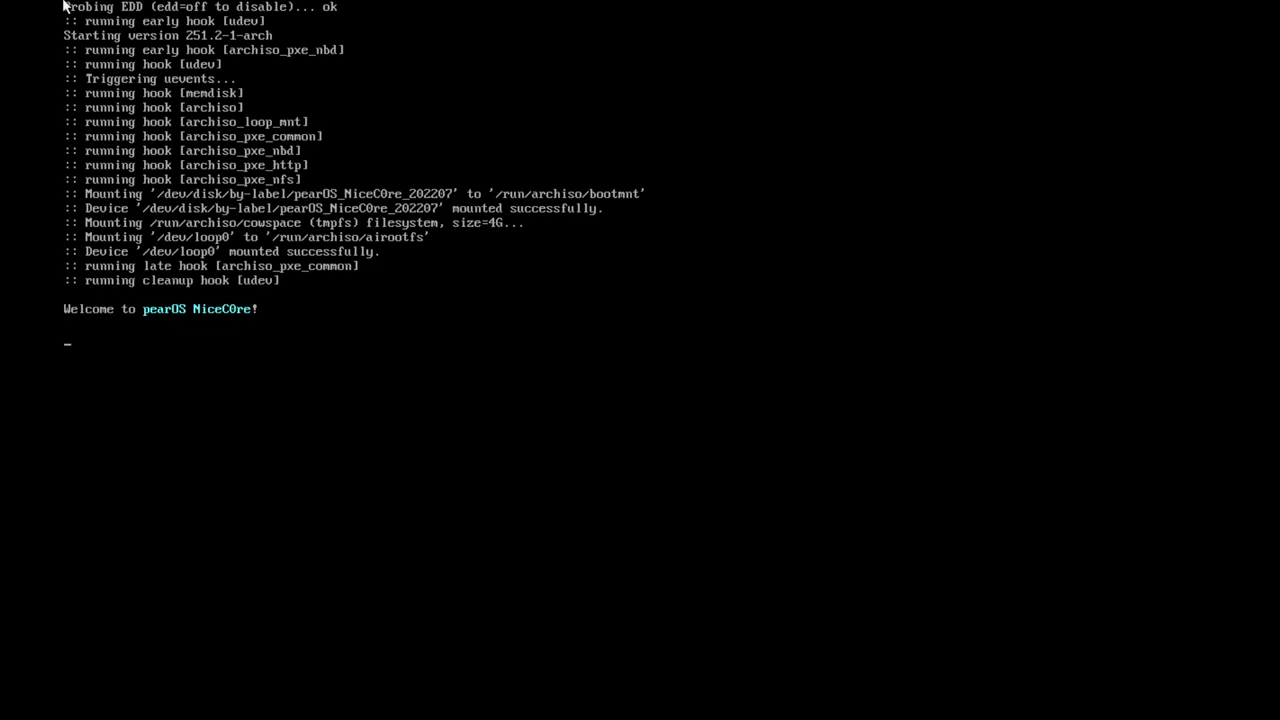 Probing EDD (edd=off to disable)... ok
:: running early hook [udev]
Starting version 251.2-1-arch
:: running early hook [archiso_pxe_nbd]
:: running hook [udev]
:: Triggering uevents...
:: running hook [memdisk]
:: running hook [archiso]
:: running hook [archiso_loop_mnt]
:: running hook [archiso_pxe_common]
:: running hook [archiso_pxe_nbd]
:: running hook [archiso_pxe_http]
:: running hook [archiso_pxe_nfs]
:: Mounting '/dev/disk/by-label/pearOS_NiceC0re_202207' to '/run/archiso/bootmnt'
:: Device '/dev/disk/by-label/pearOS_NiceC0re_202207' mounted successfully.
:: Mounting /run/archiso/cowspace (tmpfs) filesystem, size=4G...
:: Mounting '/dev/loop0' to '/run/archiso/airootfs'
:: Device '/dev/loop0' mounted successfully.
:: running late hook [archiso_pxe_common]
:: running cleanup hook [udev]
Welcome to pearOS NiceC0re!
_